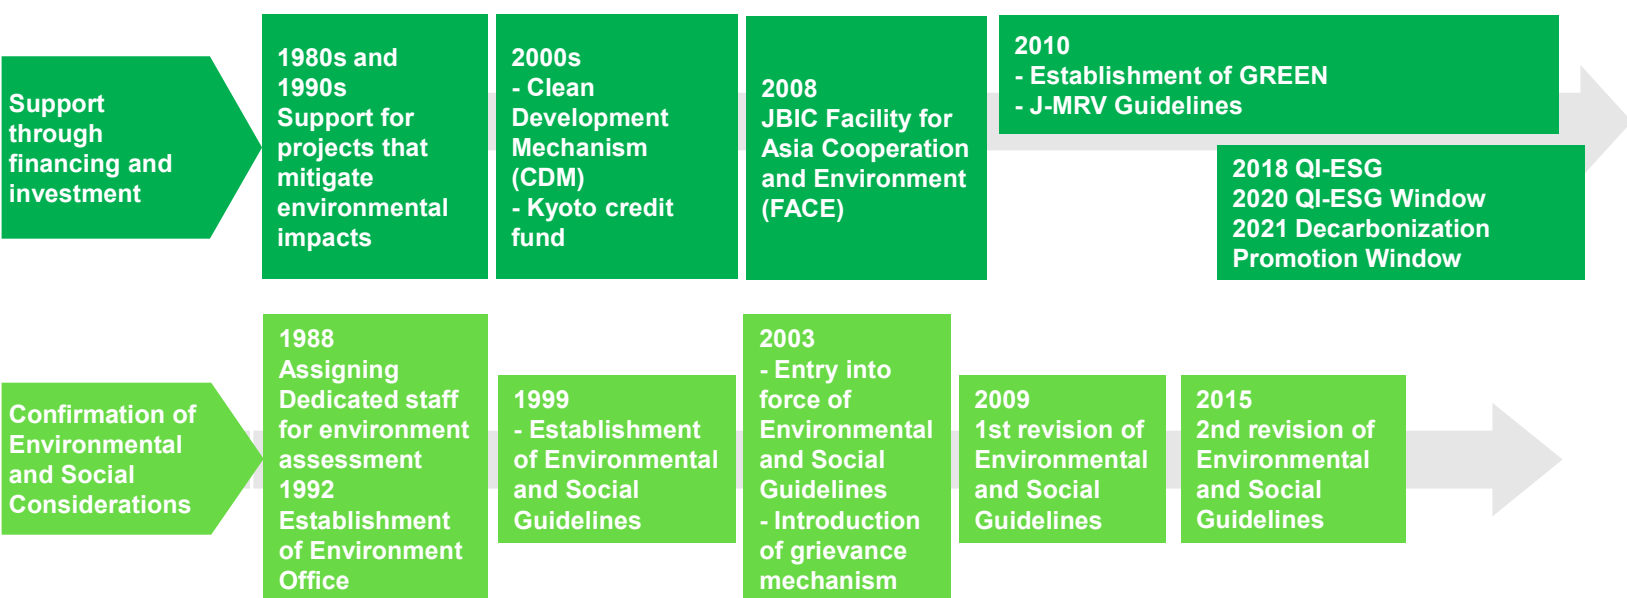 Support
through
financing and
investment
1980s and
1990s
Support for
projects that
mitigate
environmental
impacts
2000s
- Clean
Development
Mechanism
(CDM)
- Kyoto credit
fund
2008
JBIC Facility for
Asia Cooperation
and Environment
(FACE)
2010
- Establishment of GREEN
- J-MRV Guidelines
2018 QI-ESG
2020 QI-ESG Window
2021 Decarbonization
Promotion Window
Confirmation of
Environmental
and Social
Considerations
1988
Assigning
Dedicated staff
for environment
assessment
1992
Establishment
of Environment
Office
1999
- Establishment
of Environmental
and Social
Guidelines
2003
- Entry into
force of
Environmental
and Social
Guidelines
- Introduction
of grievance
mechanism
2009
1st revision of
Environmental
and Social
Guidelines
2015
2nd revision of
Environmental
and Social
Guidelines